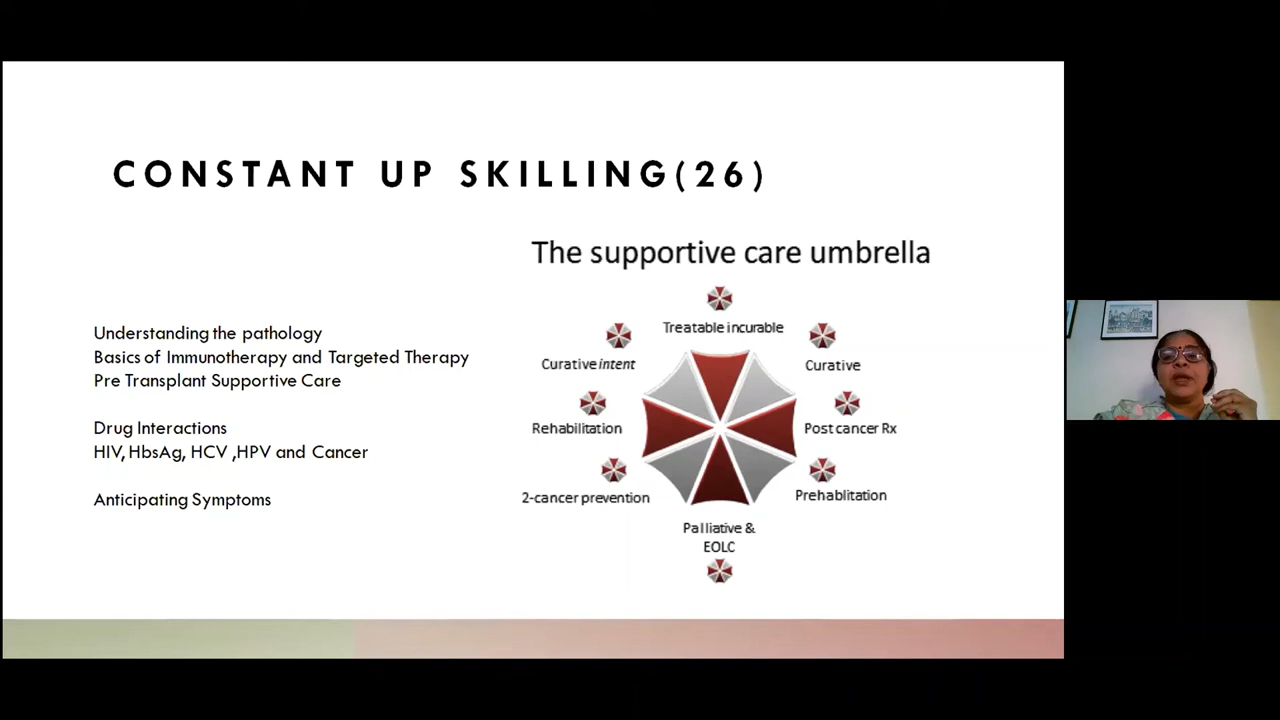 CONSTANT UP SKILLING(26)
The supportive care umbrella
Understanding the pathology
Basics of Immunotherapy and Targeted Therapy
Pre Transplant Supportive Care
Drug Interactions
HIV, HbsAg, HCV ,HPV and Cancer
Anticipating Symptoms
Treatable incurable
Curative intent
Curative
Rehabilitation
Post cancer Rx
2-cancer prevention
Prehablitation
Palliative &
EOLC